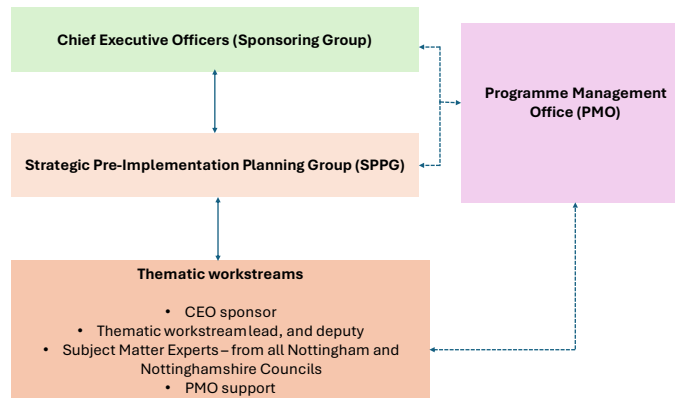 Chief Executive Officers (Sponsoring Group)
Programme Management
Office (PMO)
Strategic Pre-Implementation Planning Group (SPPG)
Thematic workstreams
• CEO sponsor
• Thematic workstream lead, and deputy
• Subject Matter Experts – from all Nottingham and
Nottinghamshire Councils
• PMO support